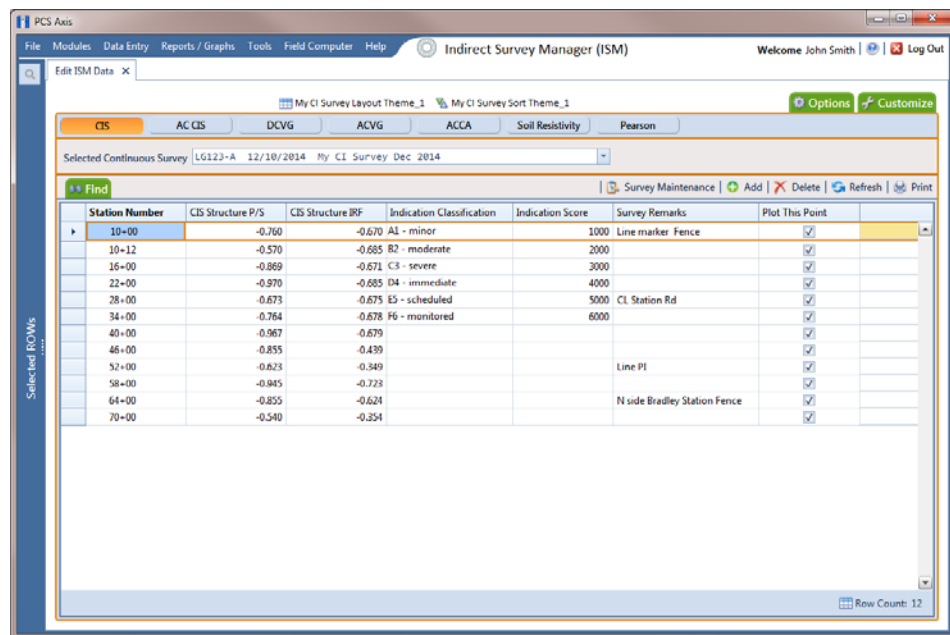 PCS Axis
File Modules Data Entry Reports / Graphs Tools Field Computer Help Indirect Survey Manager (ISM) Welcome John Smith | | Log Out
Edit ISM Data X
My CI Survey Layout Theme_1 My CI Survey Sort Theme_1 Options Customize
CIS AC CIS DCVG ACVG ACCA Soil Resistivity Pearson
Selected Continuous Survey LG123-A 12/10/2014 My CI Survey Dec 2014
Find | Survey Maintenance | Add | Delete | Refresh | Print
Station Number CIS Structure P/S CIS Structure IRF Indication Classification Indication Score Survey Remarks Plot This Point
10+00 -0.760 -0.670 A1 - minor 1000 Line marker Fence
10+12 -0.570 -0.685 B2 - moderate 2000
16+00 -0.869 -0.671 C3 - severe 3000
22+00 -0.970 -0.685 D4 - immediate 4000
28+00 -0.673 -0.675 E5 - scheduled 5000 CL Station Rd
34+00 -0.764 -0.678 F6 - monitored 6000
40+00 -0.967 -0.679
46+00 -0.855 -0.439
52+00 -0.623 -0.349 Line PI
58+00 -0.945 -0.723
64+00 -0.855 -0.624 N side Bradley Station Fence
70+00 -0.540 -0.354
Selected ROWs
Row Count: 12